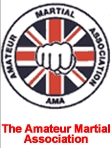 AMATEUR MARTIAL ASSOCIATION
AMA
The Amateur Martial
Association